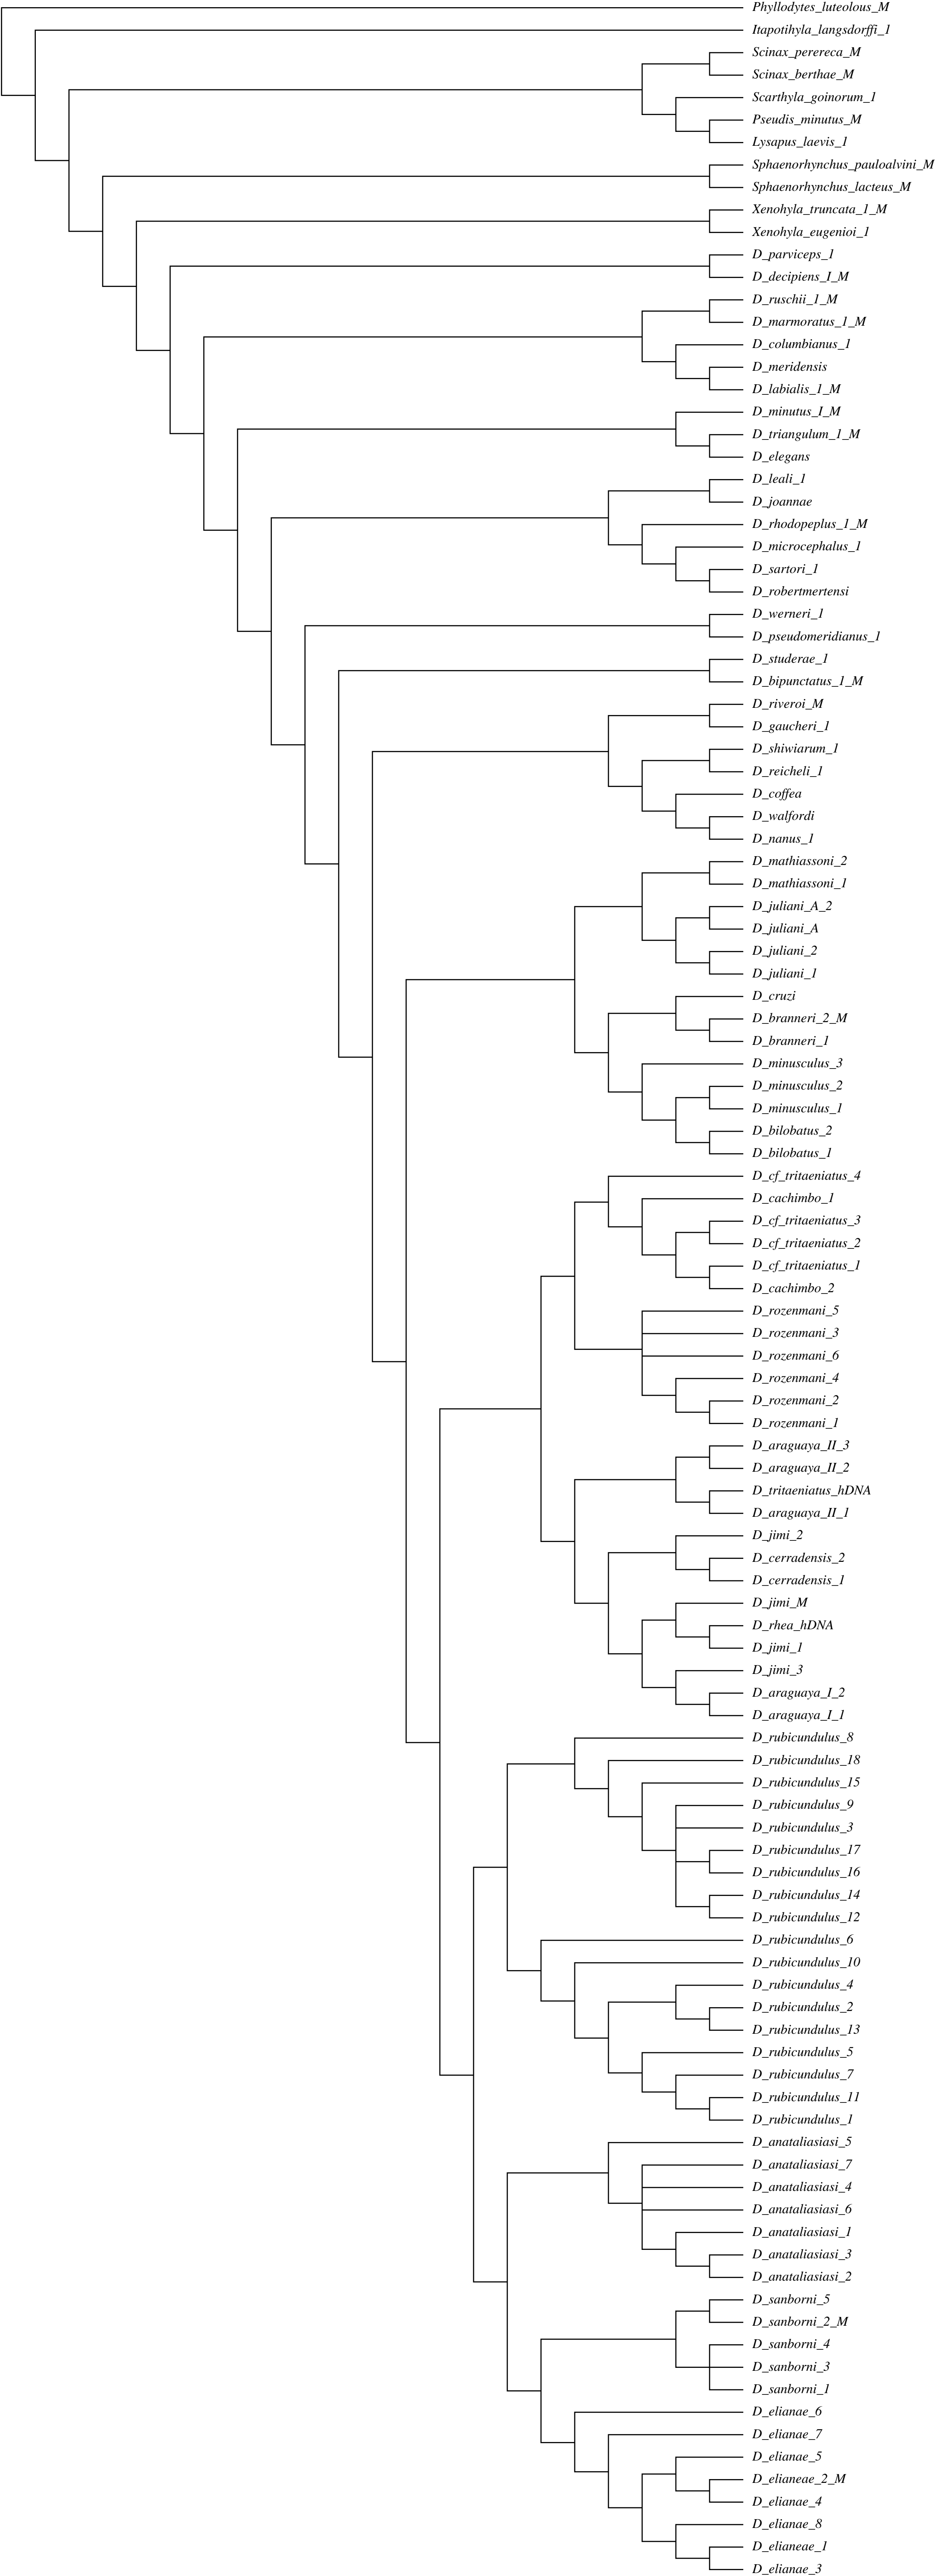 Phyllodytes_luteolous_M
Itapotihyla_langsdorffi_1
Scinax_perereca_M
Scinax_berthae_M
Scarthyla_goinorum_1
Pseudis_minutus_M
Lysapus_laevis_1
Sphaenorhynchus_pauloalvini_M
Sphaenorhynchus_lacteus_M
Xenohyla_truncata_1_M
Xenohyla_eugenioi_1
D_parviceps_1
D_decipiens_I_M
D_ruschii_1_M
D_marmoratus_1_M
D_columbianus_1
D_meridensis
D_labialis_1_M
D_minutus_I_M
D_triangulum_1_M
D_elegans
D_leali_1
D_joannae
D_rhodopeplus_1_M
D_microcephalus_1
D_sartori_1
D_robertmertensi
D_werneri_1
D_pseudomeridianus_1
D_studerae_1
D_bipunctatus_1_M
D_riveroi_M
D_gaucheri_1
D_shiwiarum_1
D_reicheli_1
D_coffea
D_walfordi
D_nanus_1
D_mathiassoni_2
D_mathiassoni_1
D_juliani_A_2
D_juliani_A
D_juliani_2
D_juliani_1
D_cruzi
D_branneri_2_M
D_branneri_1
D_minusculus_3
D_minusculus_2
D_minusculus_1
D_bilobatus_2
D_bilobatus_1
D_cf_tritaeniatus_4
D_cachimbo_1
D_cf_tritaeniatus_3
D_cf_tritaeniatus_2
D_cf_tritaeniatus_1
D_cachimbo_2
D_rozenmani_5
D_rozenmani_3
D_rozenmani_6
D_rozenmani_4
D_rozenmani_2
D_rozenmani_1
D_araguaya_II_3
D_araguaya_II_2
D_tritaeniatus_hDNA
D_araguaya_II_1
D_jimi_2
D_cerradensis_2
D_cerradensis_1
D_jimi_M
D_rhea_hDNA
D_jimi_1
D_jimi_3
D_araguaya_I_2
D_araguaya_I_1
D_rubicundulus_8
D_rubicundulus_18
D_rubicundulus_15
D_rubicundulus_9
D_rubicundulus_3
D_rubicundulus_17
D_rubicundulus_16
D_rubicundulus_14
D_rubicundulus_12
D_rubicundulus_6
D_rubicundulus_10
D_rubicundulus_4
D_rubicundulus_2
D_rubicundulus_13
D_rubicundulus_5
D_rubicundulus_7
D_rubicundulus_11
D_rubicundulus_1
D_anataliasiasi_5
D_anataliasiasi_7
D_anataliasiasi_4
D_anataliasiasi_6
D_anataliasiasi_1
D_anataliasiasi_3
D_anataliasiasi_2
D_sanborni_5
D_sanborni_2_M
D_sanborni_4
D_sanborni_3
D_sanborni_1
D_elianae_6
D_elianae_7
D_elianae_5
D_elianeae_2_M
D_elianae_4
D_elianae_8
D_elianeae_1
D_elianae_3